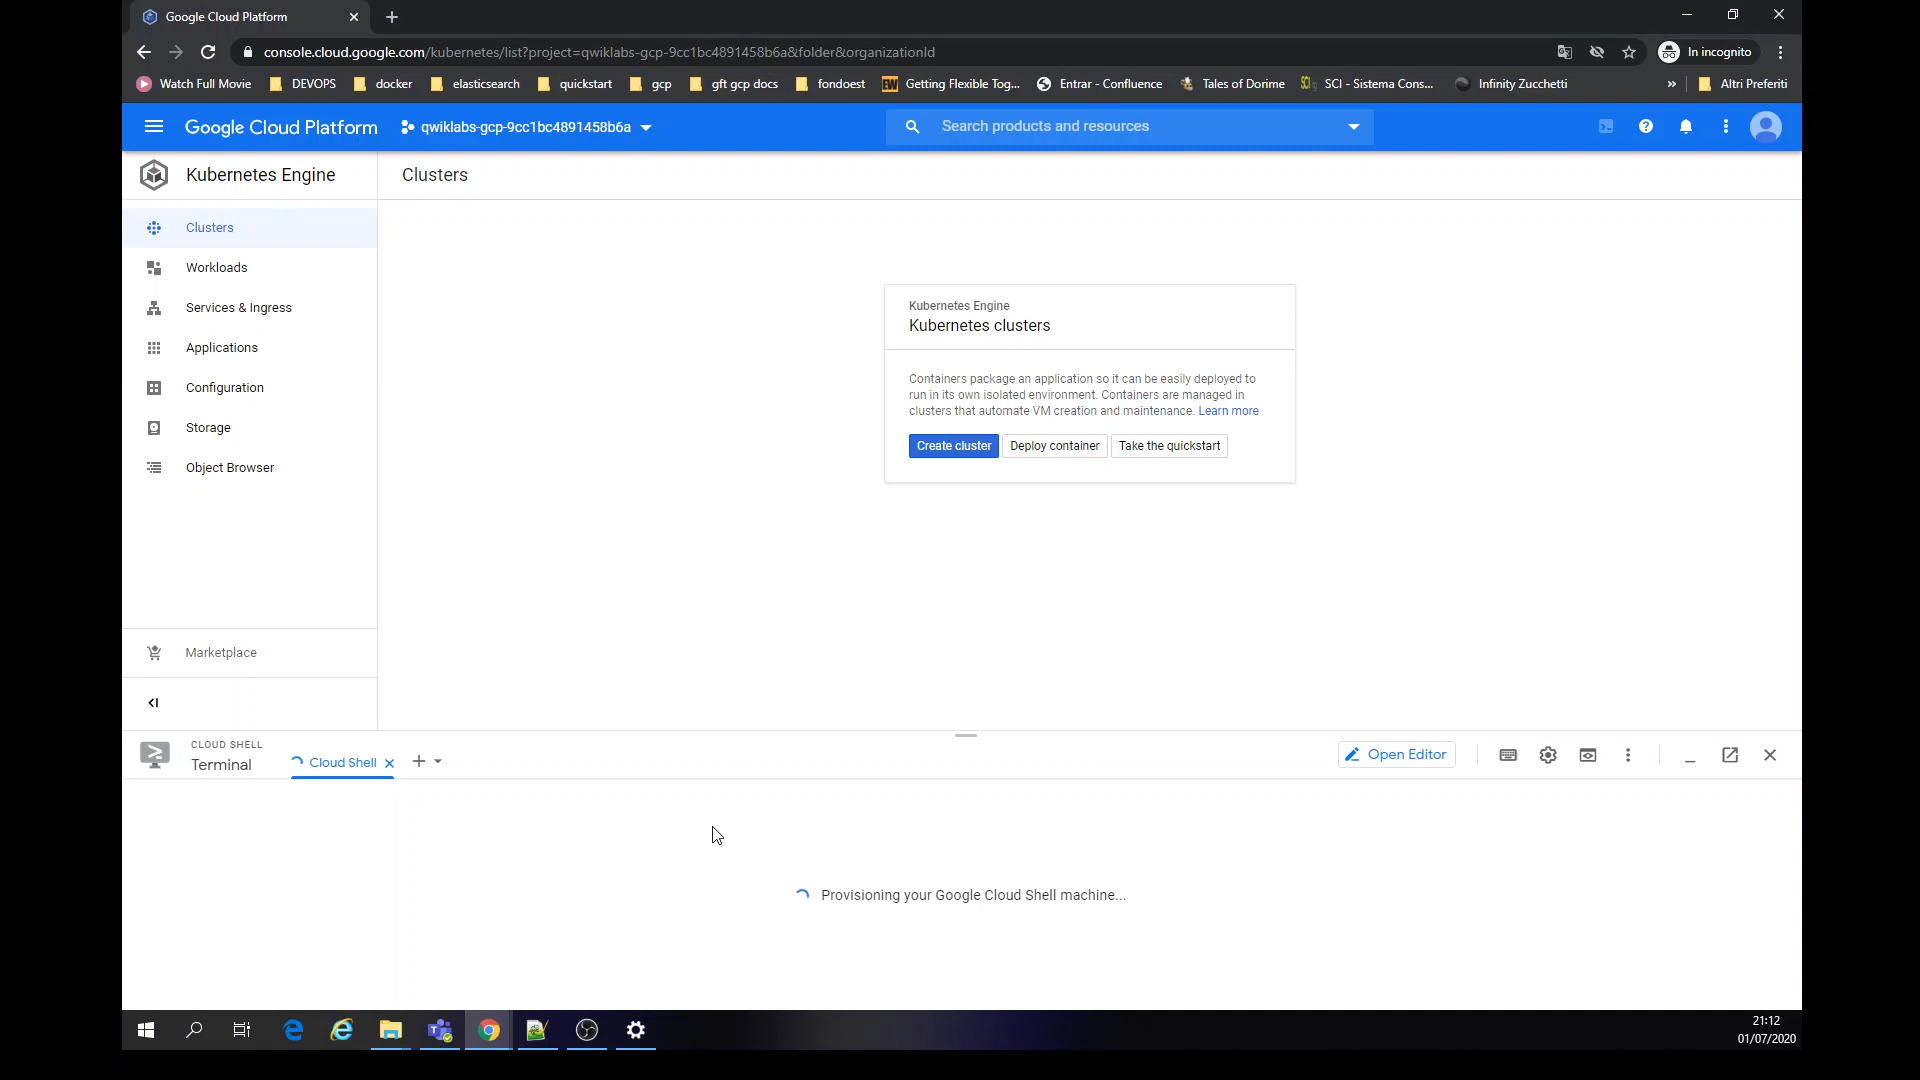 Google Cloud Platform
console.cloud.google.com/kubernetes/list?project=qwiklabs-gcp-9cc1bc4891458b6a&folder&organizationId
In incognito
Watch Full Movie
DEVOPS
docker
elasticsearch
quickstart
gcp
gft gcp docs
fondoest
Getting Flexible Tog...
Entrar - Confluence
Tales of Dorime
SCI - Sistema Cons...
Infinity Zucchetti
»
Altri Preferiti
Google Cloud Platform
qwiklabs-gcp-9cc1bc4891458b6a
Search products and resources
Kubernetes Engine
Clusters
Clusters
Workloads
Services & Ingress
Applications
Configuration
Storage
Object Browser
Marketplace
Kubernetes Engine
Kubernetes clusters
Containers package an application so it can be easily deployed to
run in its own isolated environment. Containers are managed in
clusters that automate VM creation and maintenance. Learn more
Create cluster
Deploy container
Take the quickstart
CLOUD SHELL
Terminal
Cloud Shell
Open Editor
Provisioning your Google Cloud Shell machine...
21:12
01/07/2020